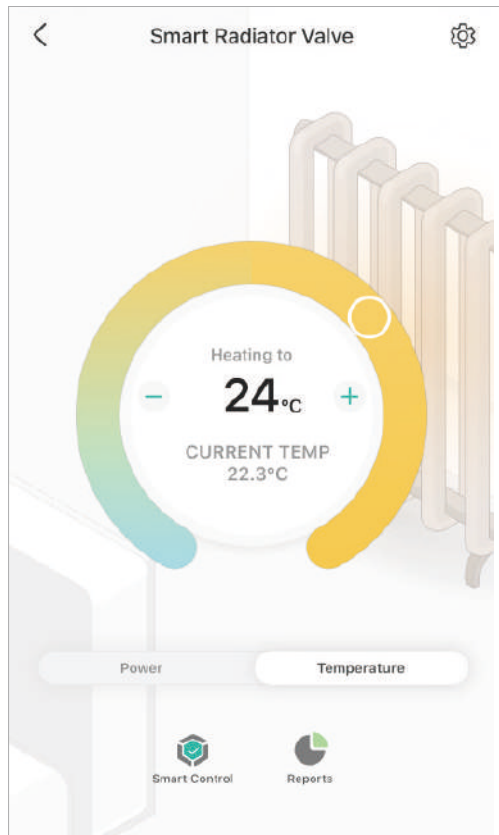 Smart Radiator Valve
Heating to
24°C
CURRENT TEMP
22.3°C
Power
Temperature
Smart Control
Reports